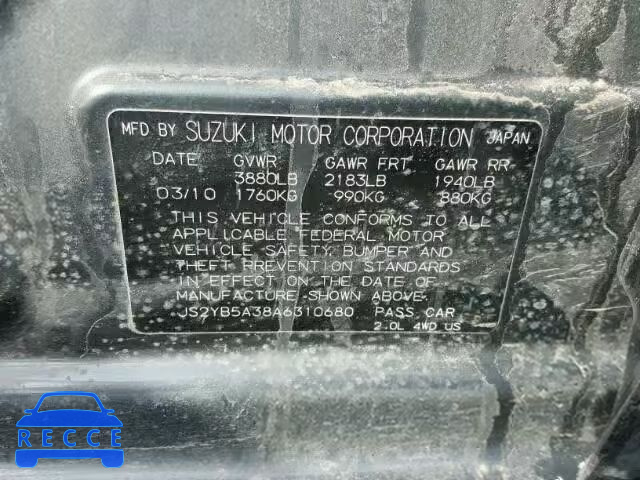 MFD BY SUZUKI MOTOR CORPORATION JAPAN
DATE GVWR GAWR FRT GAWR RR
3880LB 2183LB 1940LB
03/10 1760KG 990KG 880KG
THIS VEHICLE CONFORMS TO ALL
APPLICABLE FEDERAL MOTOR
VEHICLE SAFETY, BUMPER AND
THEFT PREVENTION STANDARDS
IN EFFECT ON THE DATE OF
MANUFACTURE SHOWN ABOVE.
JS2YB5A38A6310680 PASS CAR
2.0L 4WD US
RECCE